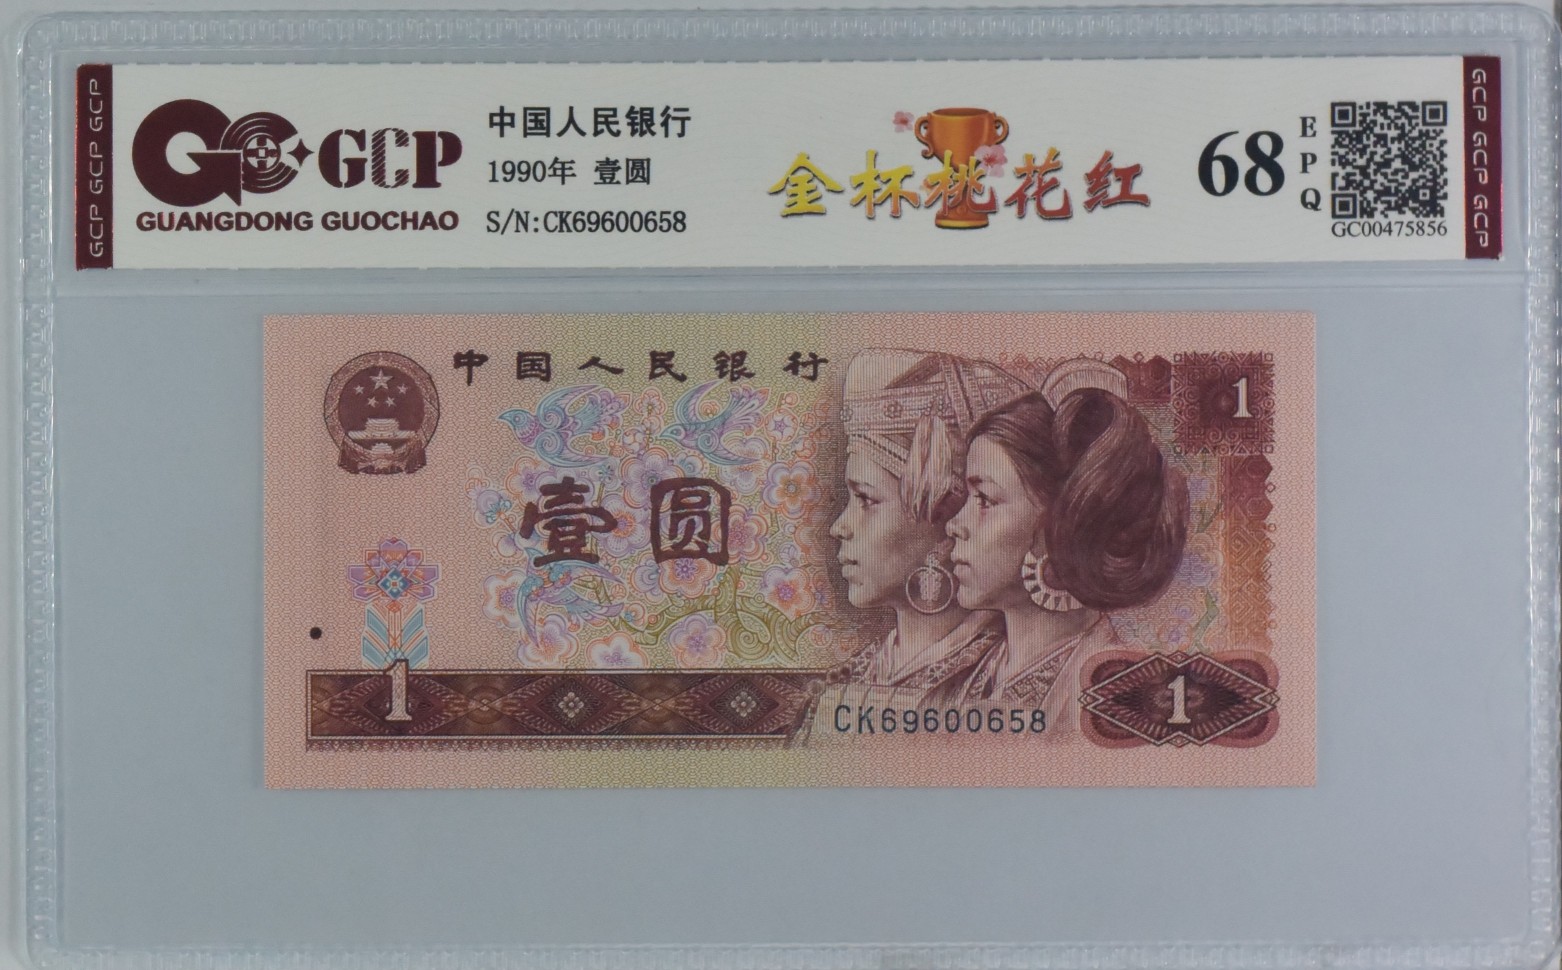 GCP GCP GCP
GCP
GUANGDONG GUOCHAO
中国人民银行
1990年 壹圆
S/N:CK69600658
金杯桃花红
68
EPQ
GC00475856
GCP GCP GCP
中国人民银行
1
壹圆
1
CK69600658
1